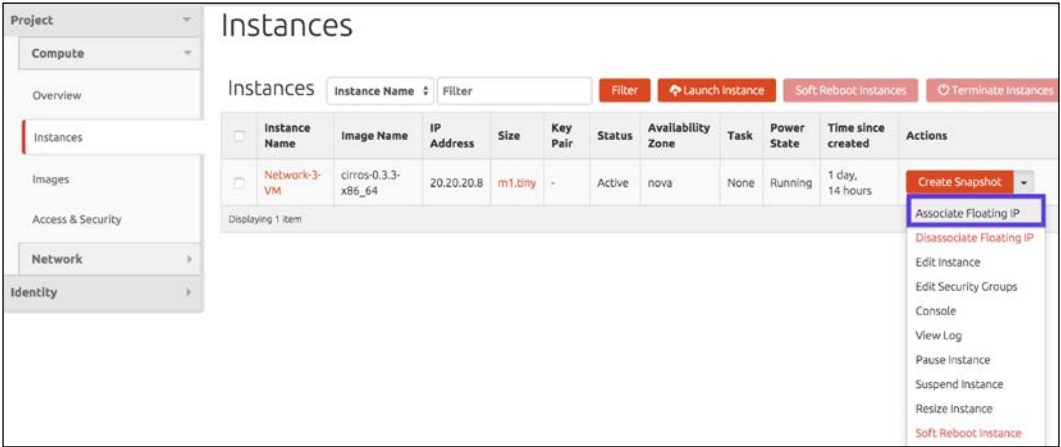 Project
Compute
Overview
Instances
Images
Access & Security
Network
Identity
Instances
Instances
Instance Name
Filter
Filter
Launch Instance
Soft Reboot Instances
Terminate Instances
Instance Name
Image Name
IP Address
Size
Key Pair
Status
Availability Zone
Task
Power State
Time since created
Actions
Network-3-
VM
cirros-0.3.3-
x86_64
20.20.20.8
m1.tiny
-
Active
nova
None
Running
1 day,
14 hours
Create Snapshot
Displaying 1 item
Associate Floating IP
Disassociate Floating IP
Edit Instance
Edit Security Groups
Console
View Log
Pause Instance
Suspend Instance
Resize Instance
Soft Reboot Instance